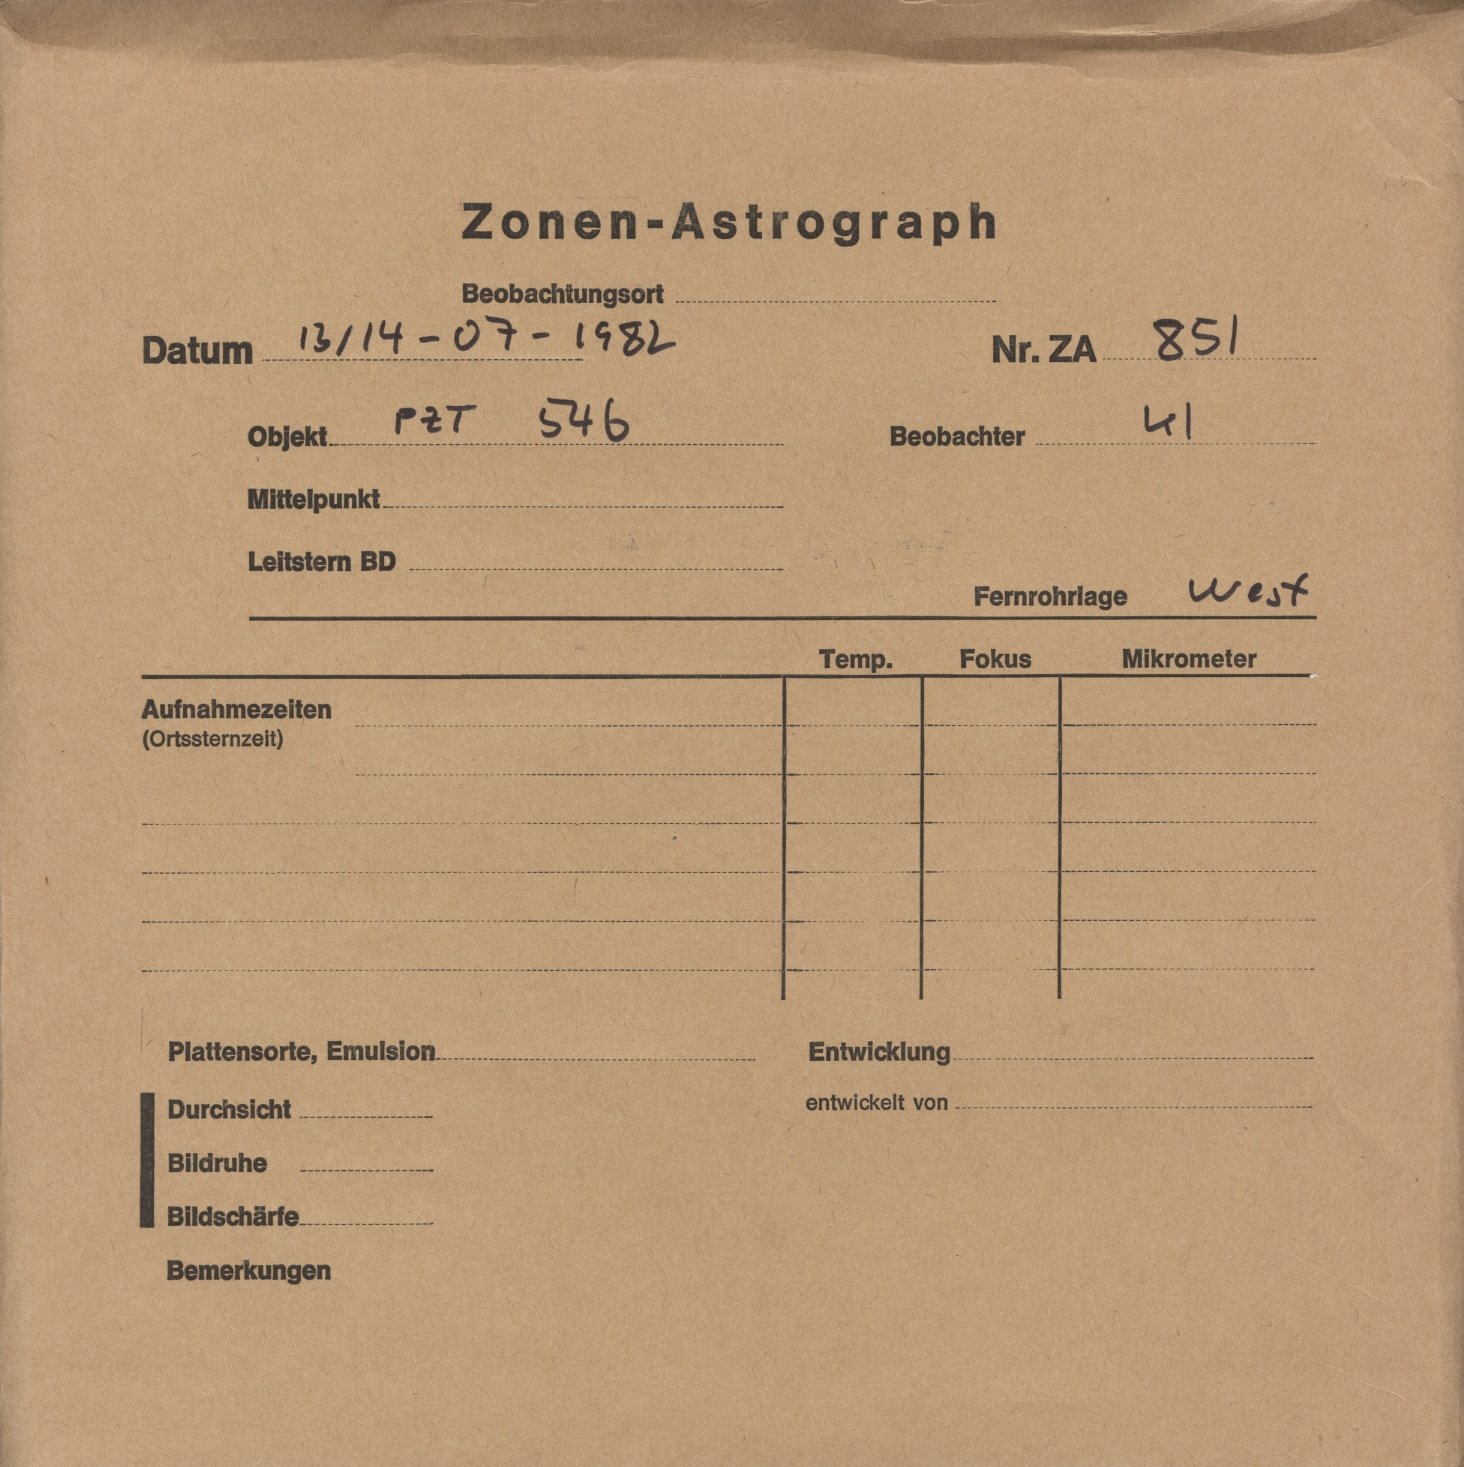 Zonen-Astrograph
Beobachtungsort
Datum 13/14-07-1982 Nr. ZA 851
Objekt PZT 546 Beobachter
Mittelpunkt
Leitstern BD
Fernrohrlage West
Temp. Fokus Mikrometer
Aufnahmezeiten
(Ortssternzeit)
Plattensorte, Emulsion Entwicklung
Durchsicht entwickelt von
Bildruhe
Bildschärfe
Bemerkungen